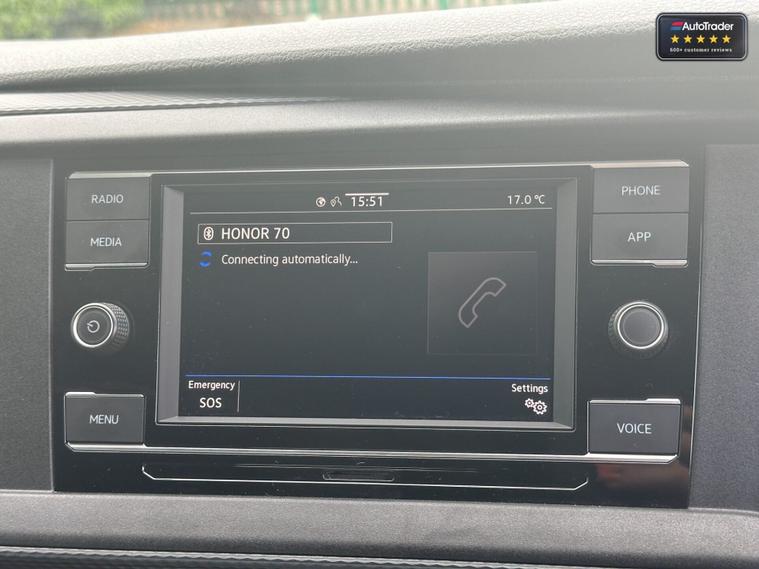 AutoTrader
600+ customer reviews
RADIO
MEDIA
MENU
15:51
17.0 °C
HONOR 70
Connecting automatically...
Emergency
SOS
Settings
PHONE
APP
VOICE